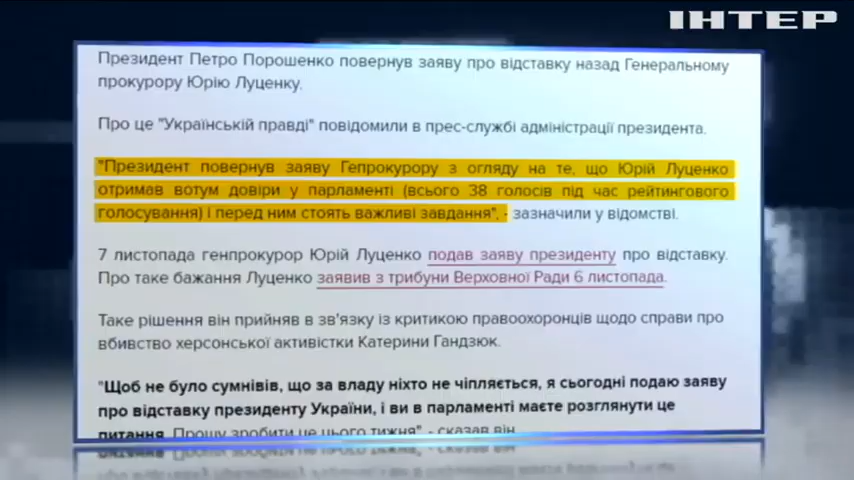 ІНТЕР
Президент Петро Порошенко повернув заяву про відставку назад Генеральному
прокурору Юрію Луценку.
Про це "Українській правді" повідомили в прес-службі адміністрації президента.
"Президент повернув заяву Гепрокурору з огляду на те, що Юрій Луценко
отримав вотум довіри у парламенті (всього 38 голосів під час рейтингового
голосування) і перед ним стоять важливі завдання", - зазначили у відомстві.
7 листопада генпрокурор Юрій Луценко подав заяву президенту про відставку.
Про таке бажання Луценко заявив з трибуни Верховної Ради 6 листопада.
Таке рішення він прийняв в зв'язку із критикою правоохоронців щодо справи про
вбивство херсонської активістки Катерини Гандзюк.
"Щоб не було сумнівів, що за владу ніхто не чіпляється, я сьогодні подаю заяву
про відставку президенту України, і ви в парламенті маєте розглянути це
питання. Прошу зробити це цього тижня" - сказав він